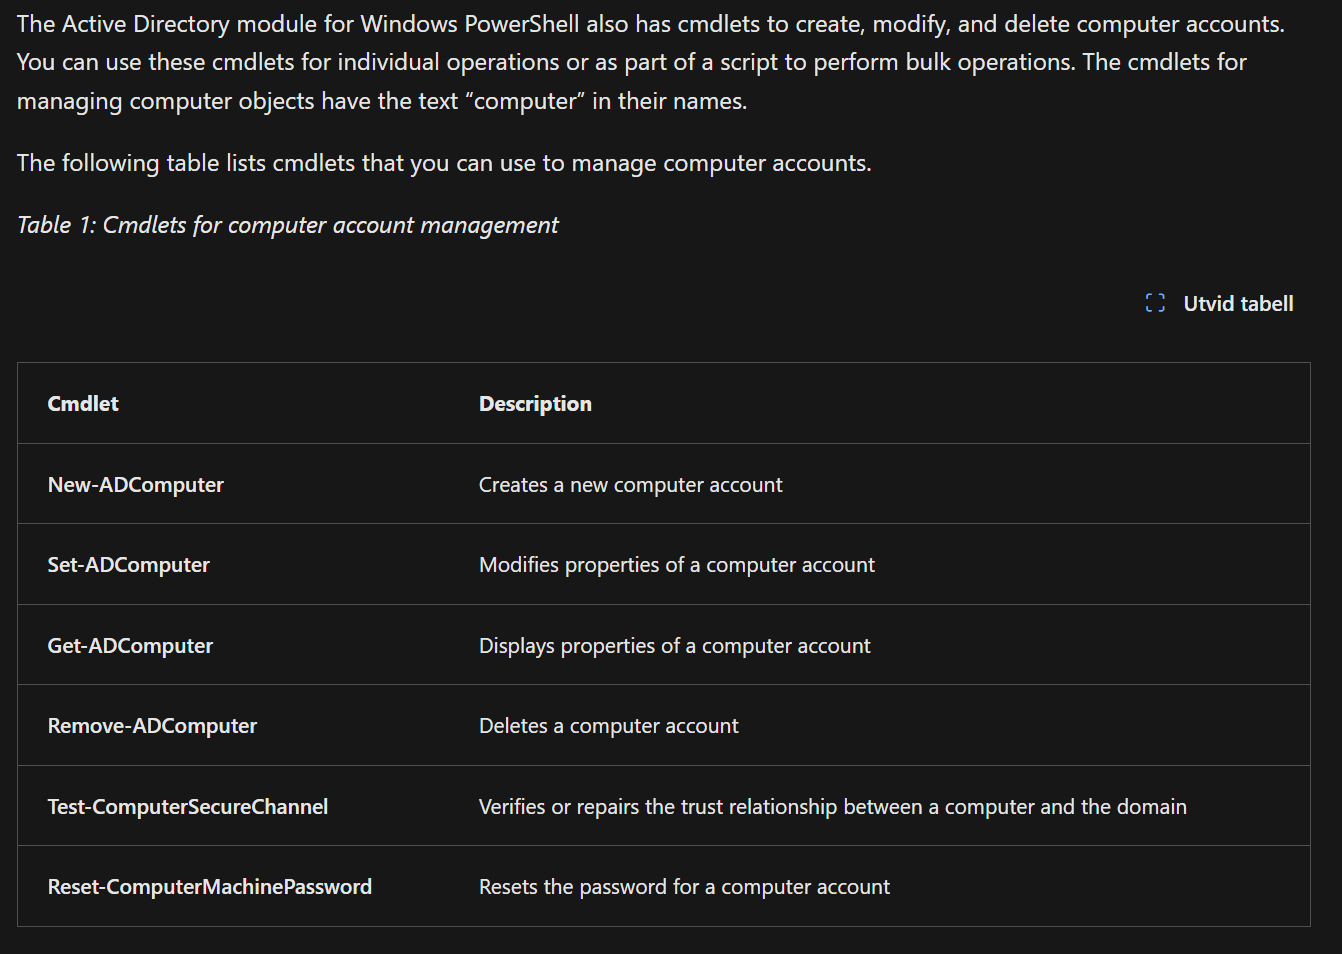 The Active Directory module for Windows PowerShell also has cmdlets to create, modify, and delete computer accounts.
You can use these cmdlets for individual operations or as part of a script to perform bulk operations. The cmdlets for
managing computer objects have the text “computer” in their names.
The following table lists cmdlets that you can use to manage computer accounts.
Table 1: Cmdlets for computer account management
Utvid tabell
Cmdlet Description
New-ADComputer Creates a new computer account
Set-ADComputer Modifies properties of a computer account
Get-ADComputer Displays properties of a computer account
Remove-ADComputer Deletes a computer account
Test-ComputerSecureChannel Verifies or repairs the trust relationship between a computer and the domain
Reset-ComputerMachinePassword Resets the password for a computer account